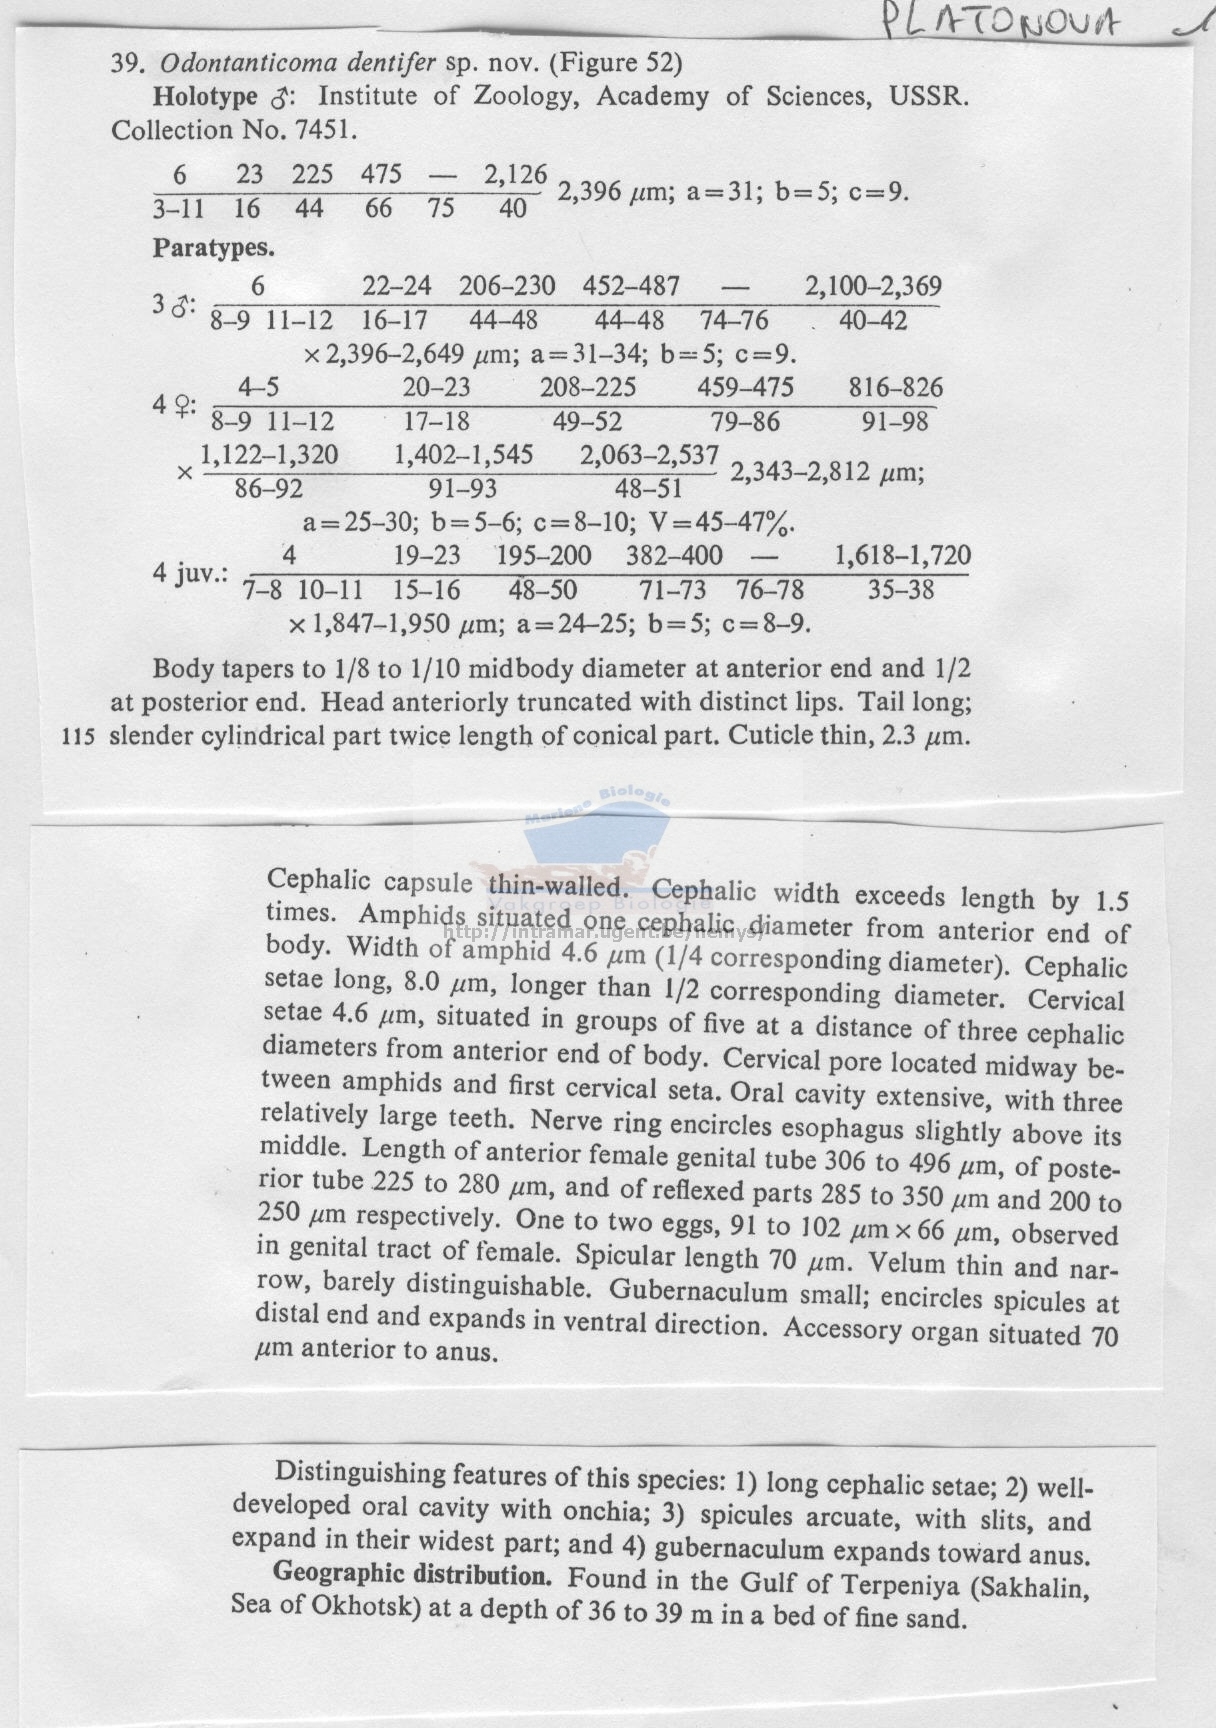 PLATONOVA
39. Odontanticoma dentifer sp. nov. (Figure 52)
Holotype ♂: Institute of Zoology, Academy of Sciences, USSR.
Collection No. 7451.
6 23 225 475 — 2,126
3–11 16 44 66 75 40
2,396 μm; a=31; b=5; c=9.
Paratypes.
3 ♂:
6 22–24 206–230 452–487 — 2,100–2,369
8–9 11–12 16–17 44–48 44–48 74–76 40–42
× 2,396–2,649 μm; a=31–34; b=5; c=9.
4 ♀:
4–5 20–23 208–225 459–475 816–826
8–9 11–12 17–18 49–52 79–86 91–98
×
1,122–1,320 1,402–1,545 2,063–2,537
86–92 91–93 48–51
2,343–2,812 μm;
a=25–30; b=5–6; c=8–10; V=45–47%.
4 juv.:
4 19–23 195–200 382–400 — 1,618–1,720
7–8 10–11 15–16 48–50 71–73 76–78 35–38
× 1,847–1,950 μm; a=24–25; b=5; c=8–9.
Body tapers to 1/8 to 1/10 midbody diameter at anterior end and 1/2
at posterior end. Head anteriorly truncated with distinct lips. Tail long;
115 slender cylindrical part twice length of conical part. Cuticle thin, 2.3 μm.
Mariene Biologie
Cephalic capsule thin-walled. Cephalic width exceeds length by 1.5
Vakgroep Biologie
times. Amphids situated one cephalic diameter from anterior end of
http://intramar.ugent.be/nemys/
body. Width of amphid 4.6 μm (1/4 corresponding diameter). Cephalic
setae long, 8.0 μm, longer than 1/2 corresponding diameter. Cervical
setae 4.6 μm, situated in groups of five at a distance of three cephalic
diameters from anterior end of body. Cervical pore located midway be-
tween amphids and first cervical seta. Oral cavity extensive, with three
relatively large teeth. Nerve ring encircles esophagus slightly above its
middle. Length of anterior female genital tube 306 to 496 μm, of poste-
rior tube 225 to 280 μm, and of reflexed parts 285 to 350 μm and 200 to
250 μm respectively. One to two eggs, 91 to 102 μm × 66 μm, observed
in genital tract of female. Spicular length 70 μm. Velum thin and nar-
row, barely distinguishable. Gubernaculum small; encircles spicules at
distal end and expands in ventral direction. Accessory organ situated 70
μm anterior to anus.
Distinguishing features of this species: 1) long cephalic setae; 2) well-
developed oral cavity with onchia; 3) spicules arcuate, with slits, and
expand in their widest part; and 4) gubernaculum expands toward anus.
Geographic distribution. Found in the Gulf of Terpeniya (Sakhalin,
Sea of Okhotsk) at a depth of 36 to 39 m in a bed of fine sand.